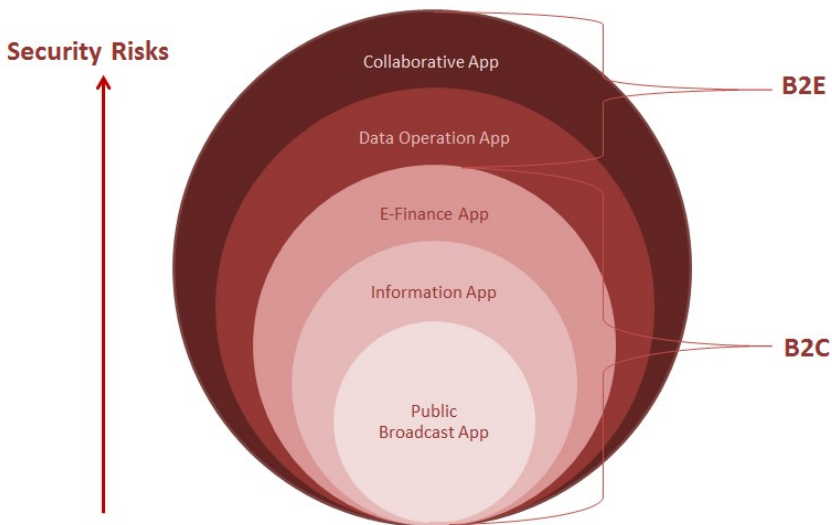 Security Risks
Collaborative App
B2E
Data Operation App
E-Finance App
Information App
B2C
Public
Broadcast App